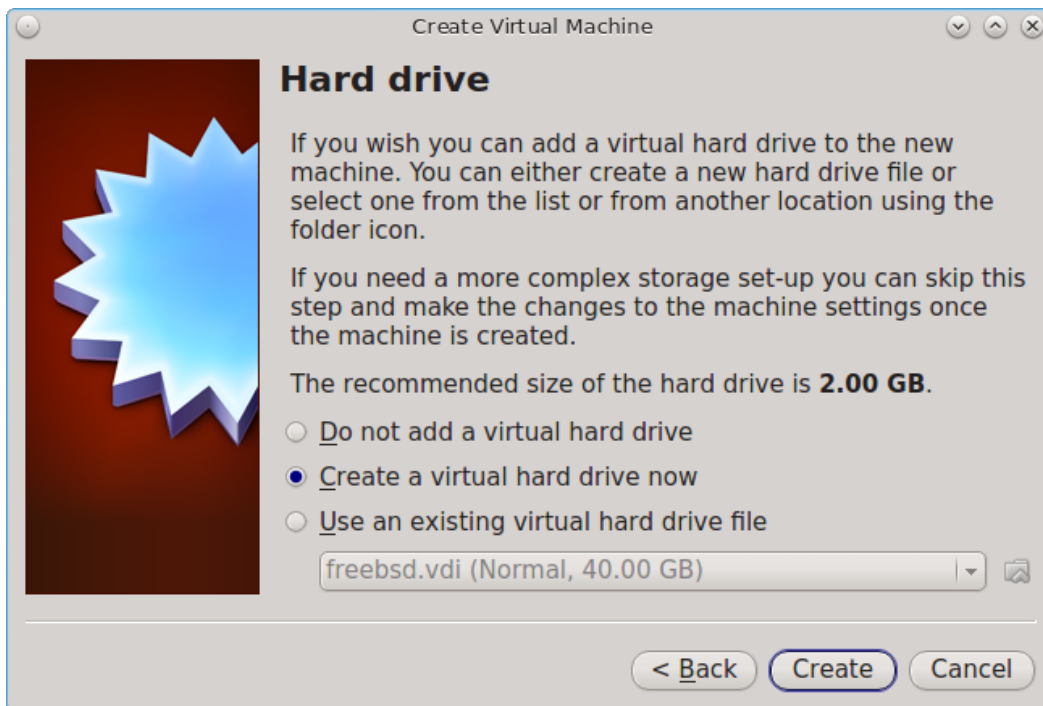 Create Virtual Machine
Hard drive
If you wish you can add a virtual hard drive to the new
machine. You can either create a new hard drive file or
select one from the list or from another location using the
folder icon.
If you need a more complex storage set-up you can skip this
step and make the changes to the machine settings once
the machine is created.
The recommended size of the hard drive is 2.00 GB.
Do not add a virtual hard drive
Create a virtual hard drive now
Use an existing virtual hard drive file
freebsd.vdi (Normal, 40.00 GB)
< Back
Create
Cancel